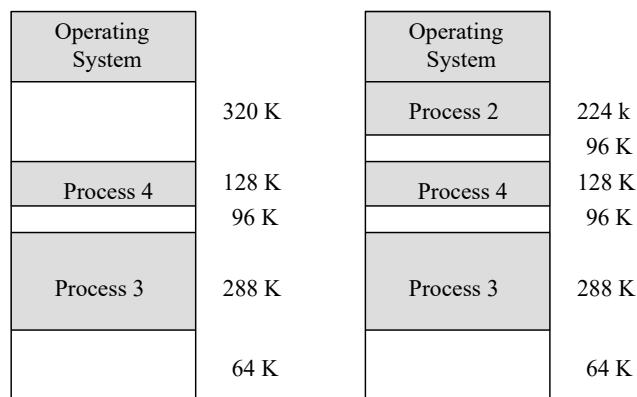 Operating
System
320 K
Process 4
128 K
96 K
Process 3
288 K
64 K
Operating
System
Process 2
224 k
96 K
Process 4
128 K
96 K
Process 3
288 K
64 K